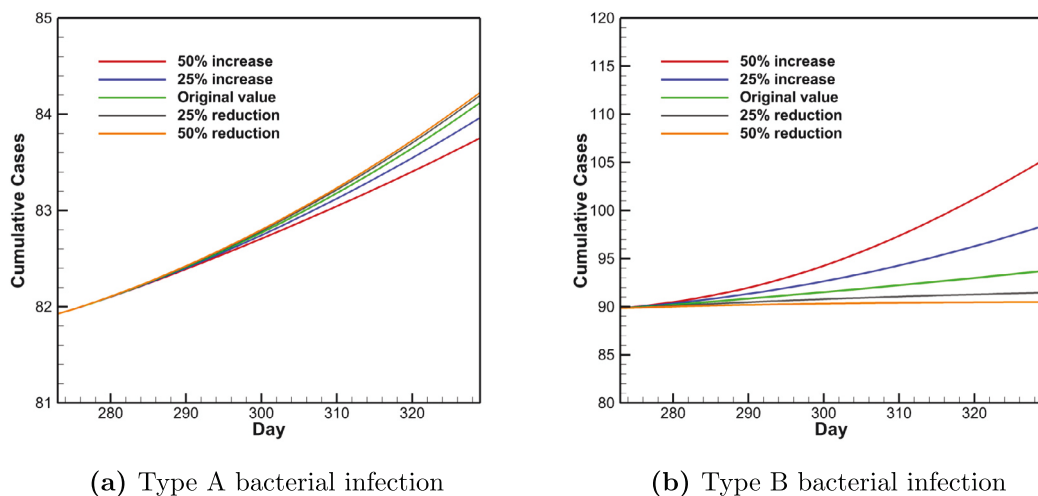 85
84
83
82
81
Cumulative Cases
50% increase
25% increase
Original value
25% reduction
50% reduction
280 290 300 310 320
Day
(a) Type A bacterial infection
120
115
110
105
100
95
90
85
80
Cumulative Cases
50% increase
25% increase
Original value
25% reduction
50% reduction
280 290 300 310 320
Day
(b) Type B bacterial infection